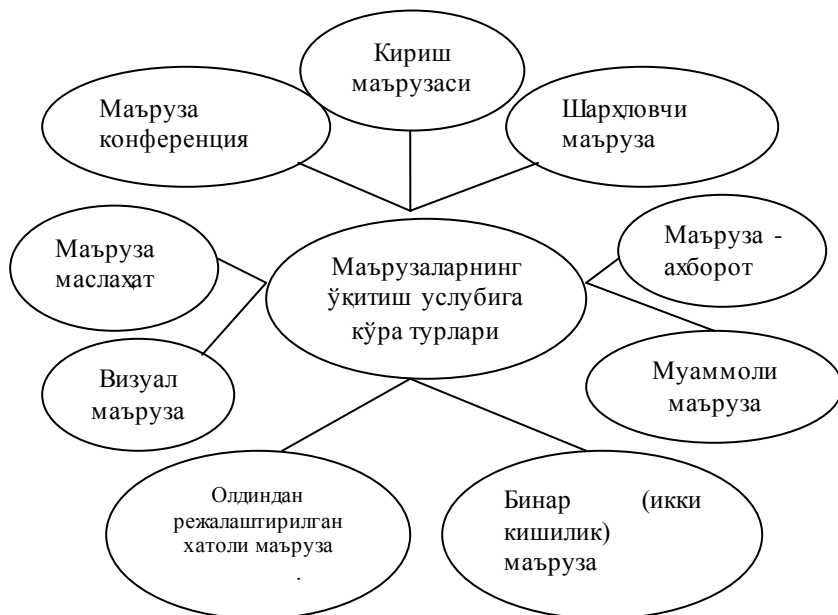 Кириш
маърузаси
Маъруза
конференция
Шарҳловчи
маъруза
Маъруза
маслаҳат
Маърузаларнинг
ўқитиш услубига
кўра турлари
Маъруза -
ахборот
Визуал
маъруза
Муаммоли
маъруза
Олдиндан
режалаштирилган
хатоли маъруза
.
Бинар (икки
кишилик)
маъруза